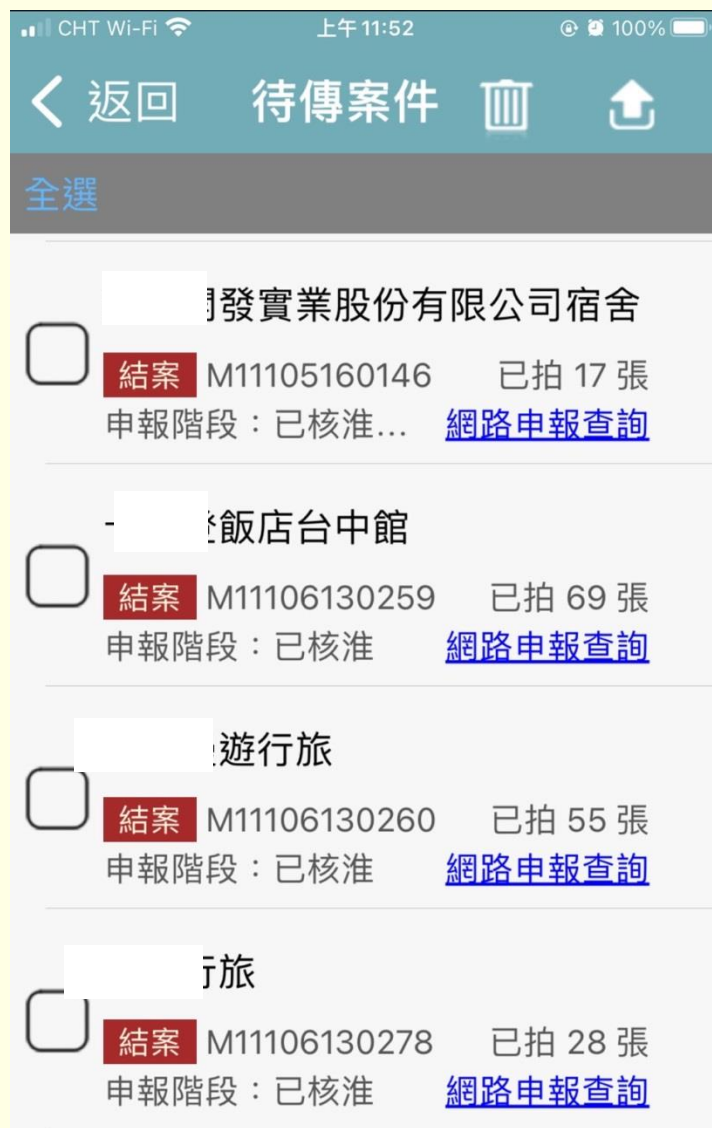 CHT Wi-Fi 上午11:52 100%
返回 待傳案件
全選
發實業股份有限公司宿舍
結案 M11105160146 已拍 17 張
申報階段：已核淮... 網路申報查詢
飯店台中館
結案 M11106130259 已拍 69 張
申報階段：已核淮 網路申報查詢
遊行旅
結案 M11106130260 已拍 55 張
申報階段：已核淮 網路申報查詢
行旅
結案 M11106130278 已拍 28 張
申報階段：已核淮 網路申報查詢